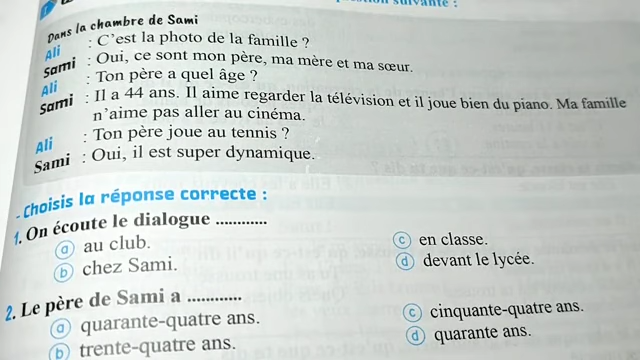 suivante :
Dans la chambre de Sami
Ali : C'est la photo de la famille ?
Sami : Oui, ce sont mon père, ma mère et ma sœur.
Ali : Ton père a quel âge ?
Sami : Il a 44 ans. Il aime regarder la télévision et il joue bien du piano. Ma famille
n'aime pas aller au cinéma.
Ali : Ton père joue au tennis ?
Sami : Oui, il est super dynamique.
- Choisis la réponse correcte :
1. On écoute le dialogue ............
a au club.
c en classe.
b chez Sami.
d devant le lycée.
2. Le père de Sami a ............
a quarante-quatre ans.
c cinquante-quatre ans.
b trente-quatre ans.
d quarante ans.